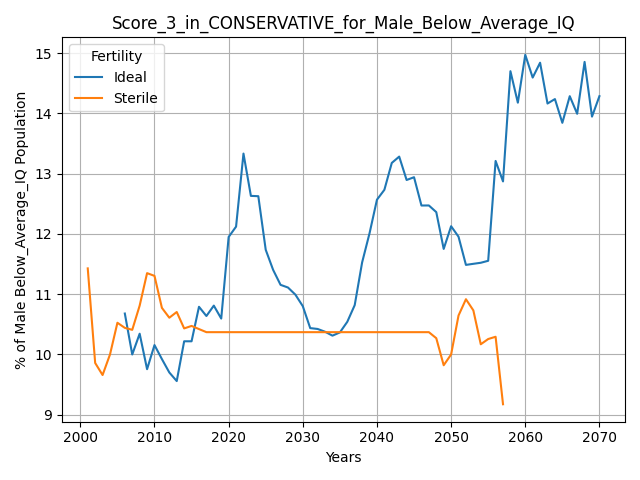 Score_3_in_CONSERVATIVE_for_Male_Below_Average_IQ
Fertility
Ideal
Sterile
% of Male Below_Average_IQ Population
15
14
13
12
11
10
9
2000 2010 2020 2030 2040 2050 2060 2070
Years